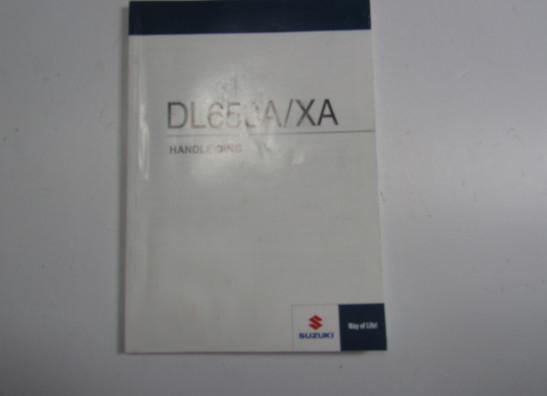 DL650A/XA
HANDLEIDING
SUZUKI
Way of Life!